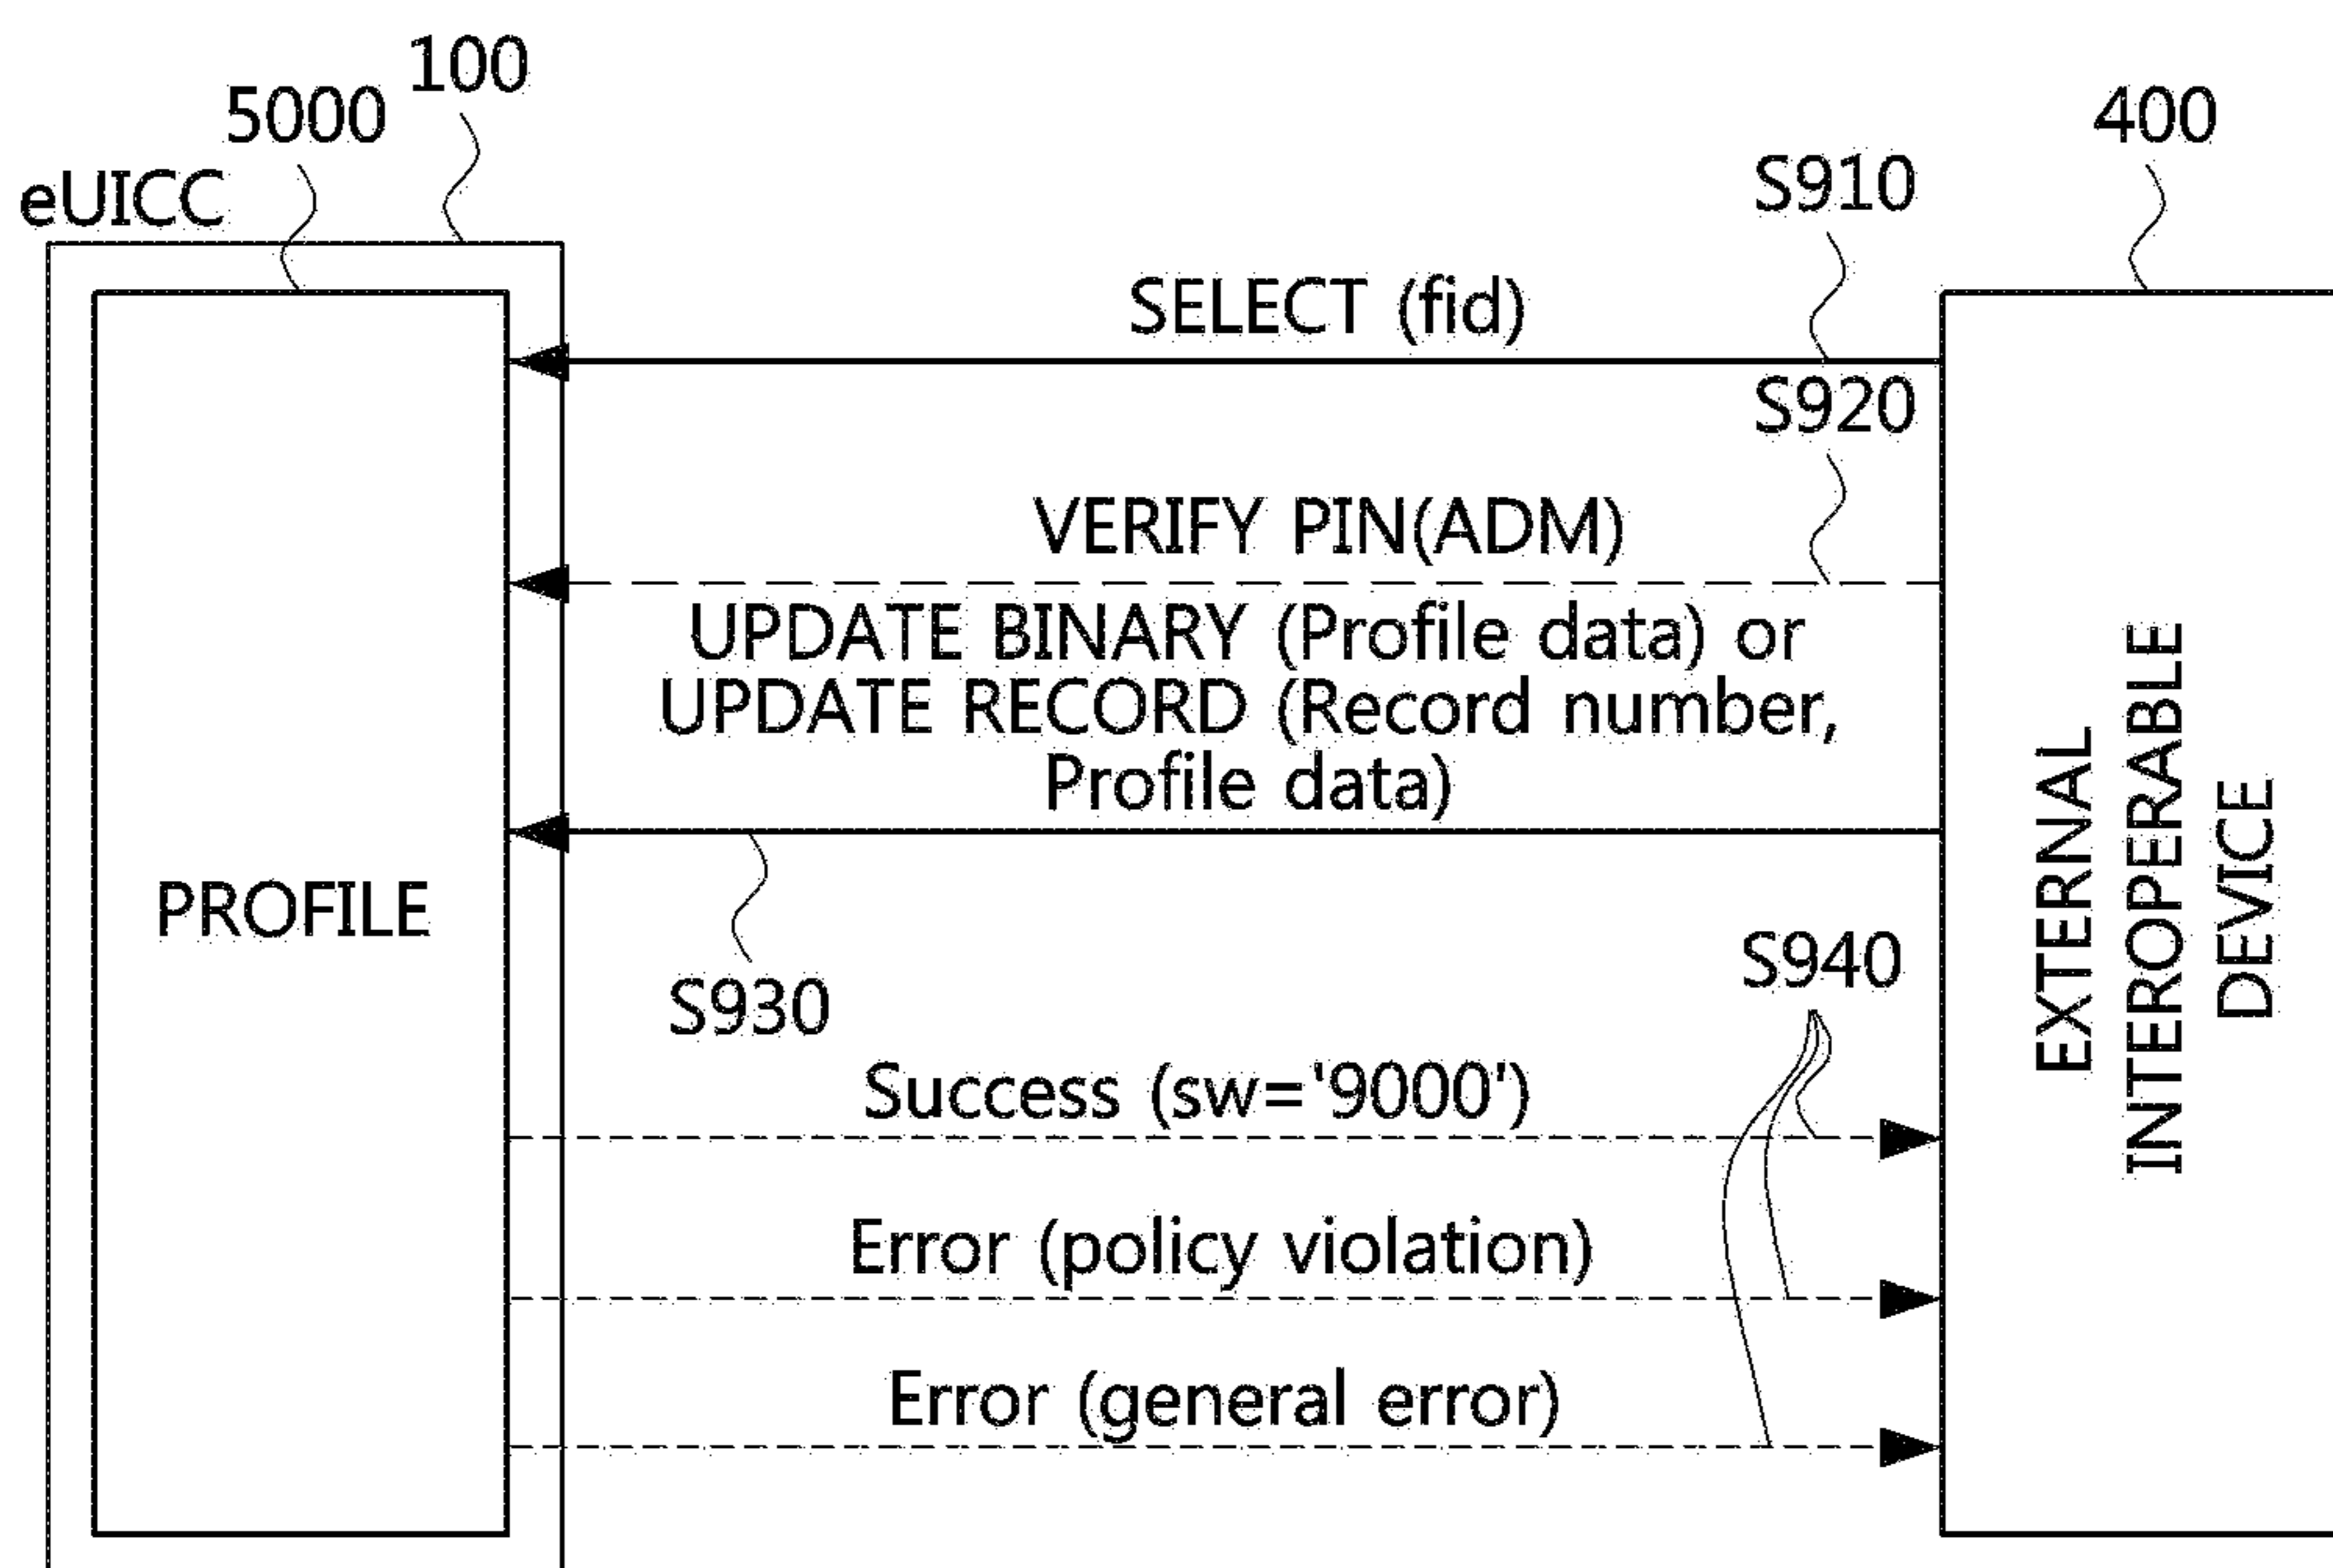 100
5000
400
eUICC
S910
SELECT (fid)
S920
VERIFY PIN(ADM)
UPDATE BINARY (Profile data) or
UPDATE RECORD (Record number,
Profile data)
PROFILE
EXTERNAL
INTEROPERABLE
DEVICE
S930
S940
Success (sw='9000')
Error (policy violation)
Error (general error)